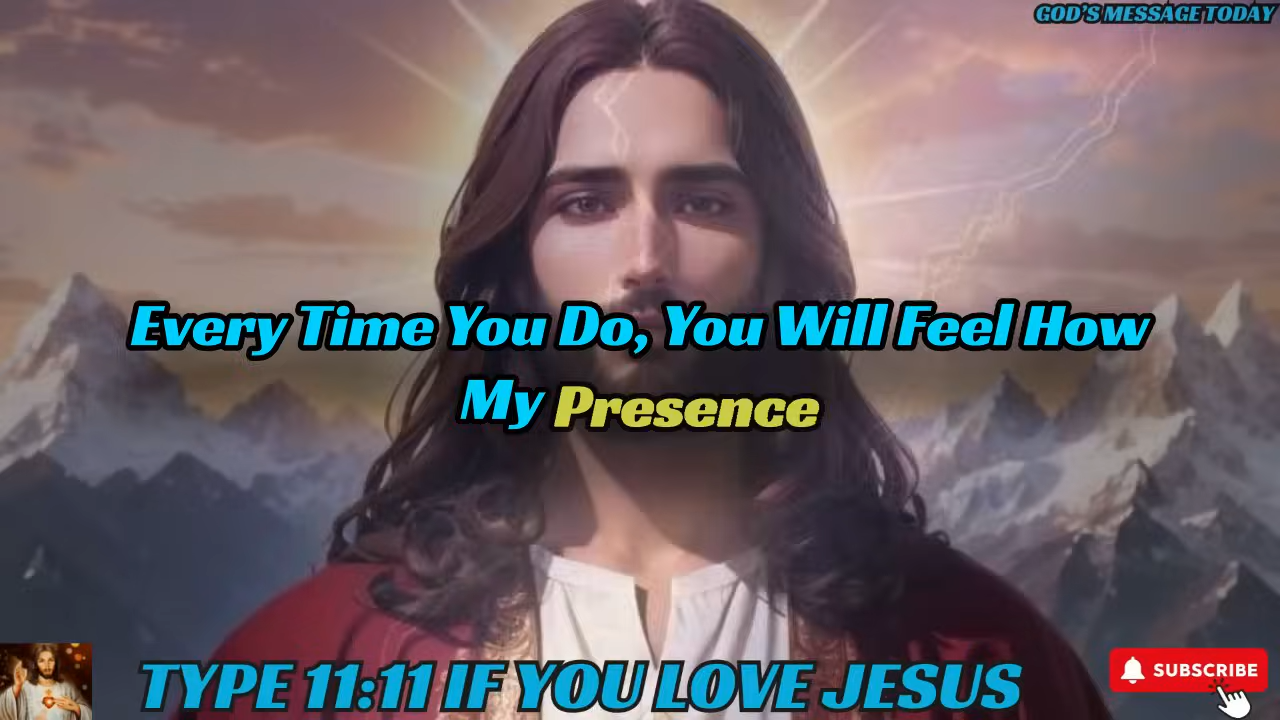 GOD'S MESSAGE TODAY
Every Time You Do, You Will Feel How
My Presence
TYPE 11:11 IF YOU LOVE JESUS
SUBSCRIBE